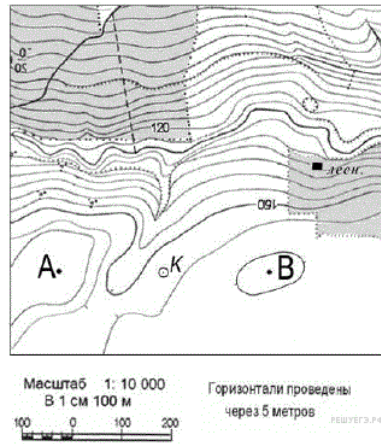 120
лесн.
160
А
К
В
Масштаб 1: 10 000
В 1 см 100 м
Горизонтали проведены
через 5 метров
100 0 100 200
РЕШУЕГЭ.РФ